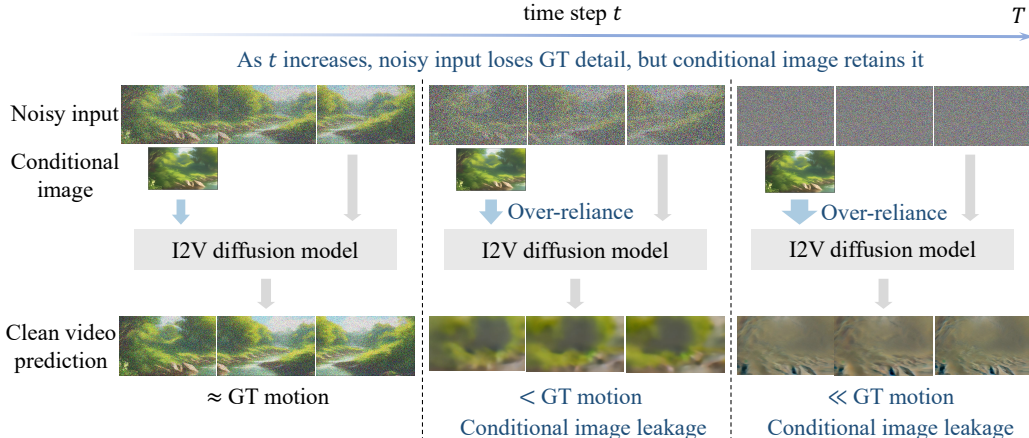 time step t
T
As t increases, noisy input loses GT detail, but conditional image retains it
Noisy input
Conditional
image
Over-reliance
Over-reliance
I2V diffusion model
I2V diffusion model
I2V diffusion model
Clean video
prediction
≈ GT motion
< GT motion
≪ GT motion
Conditional image leakage
Conditional image leakage